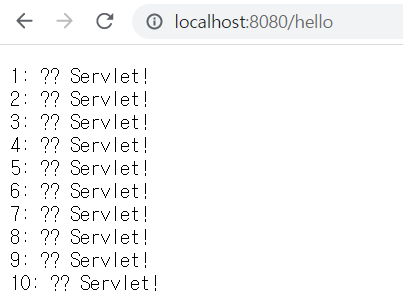 localhost:8080/hello
1: ?? Servlet!
2: ?? Servlet!
3: ?? Servlet!
4: ?? Servlet!
5: ?? Servlet!
6: ?? Servlet!
7: ?? Servlet!
8: ?? Servlet!
9: ?? Servlet!
10: ?? Servlet!